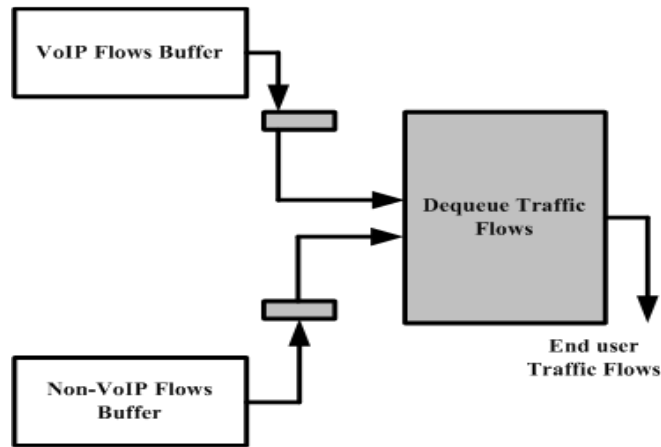 VoIP Flows Buffer
Dequeue Traffic
Flows
End user
Traffic Flows
Non-VoIP Flows
Buffer